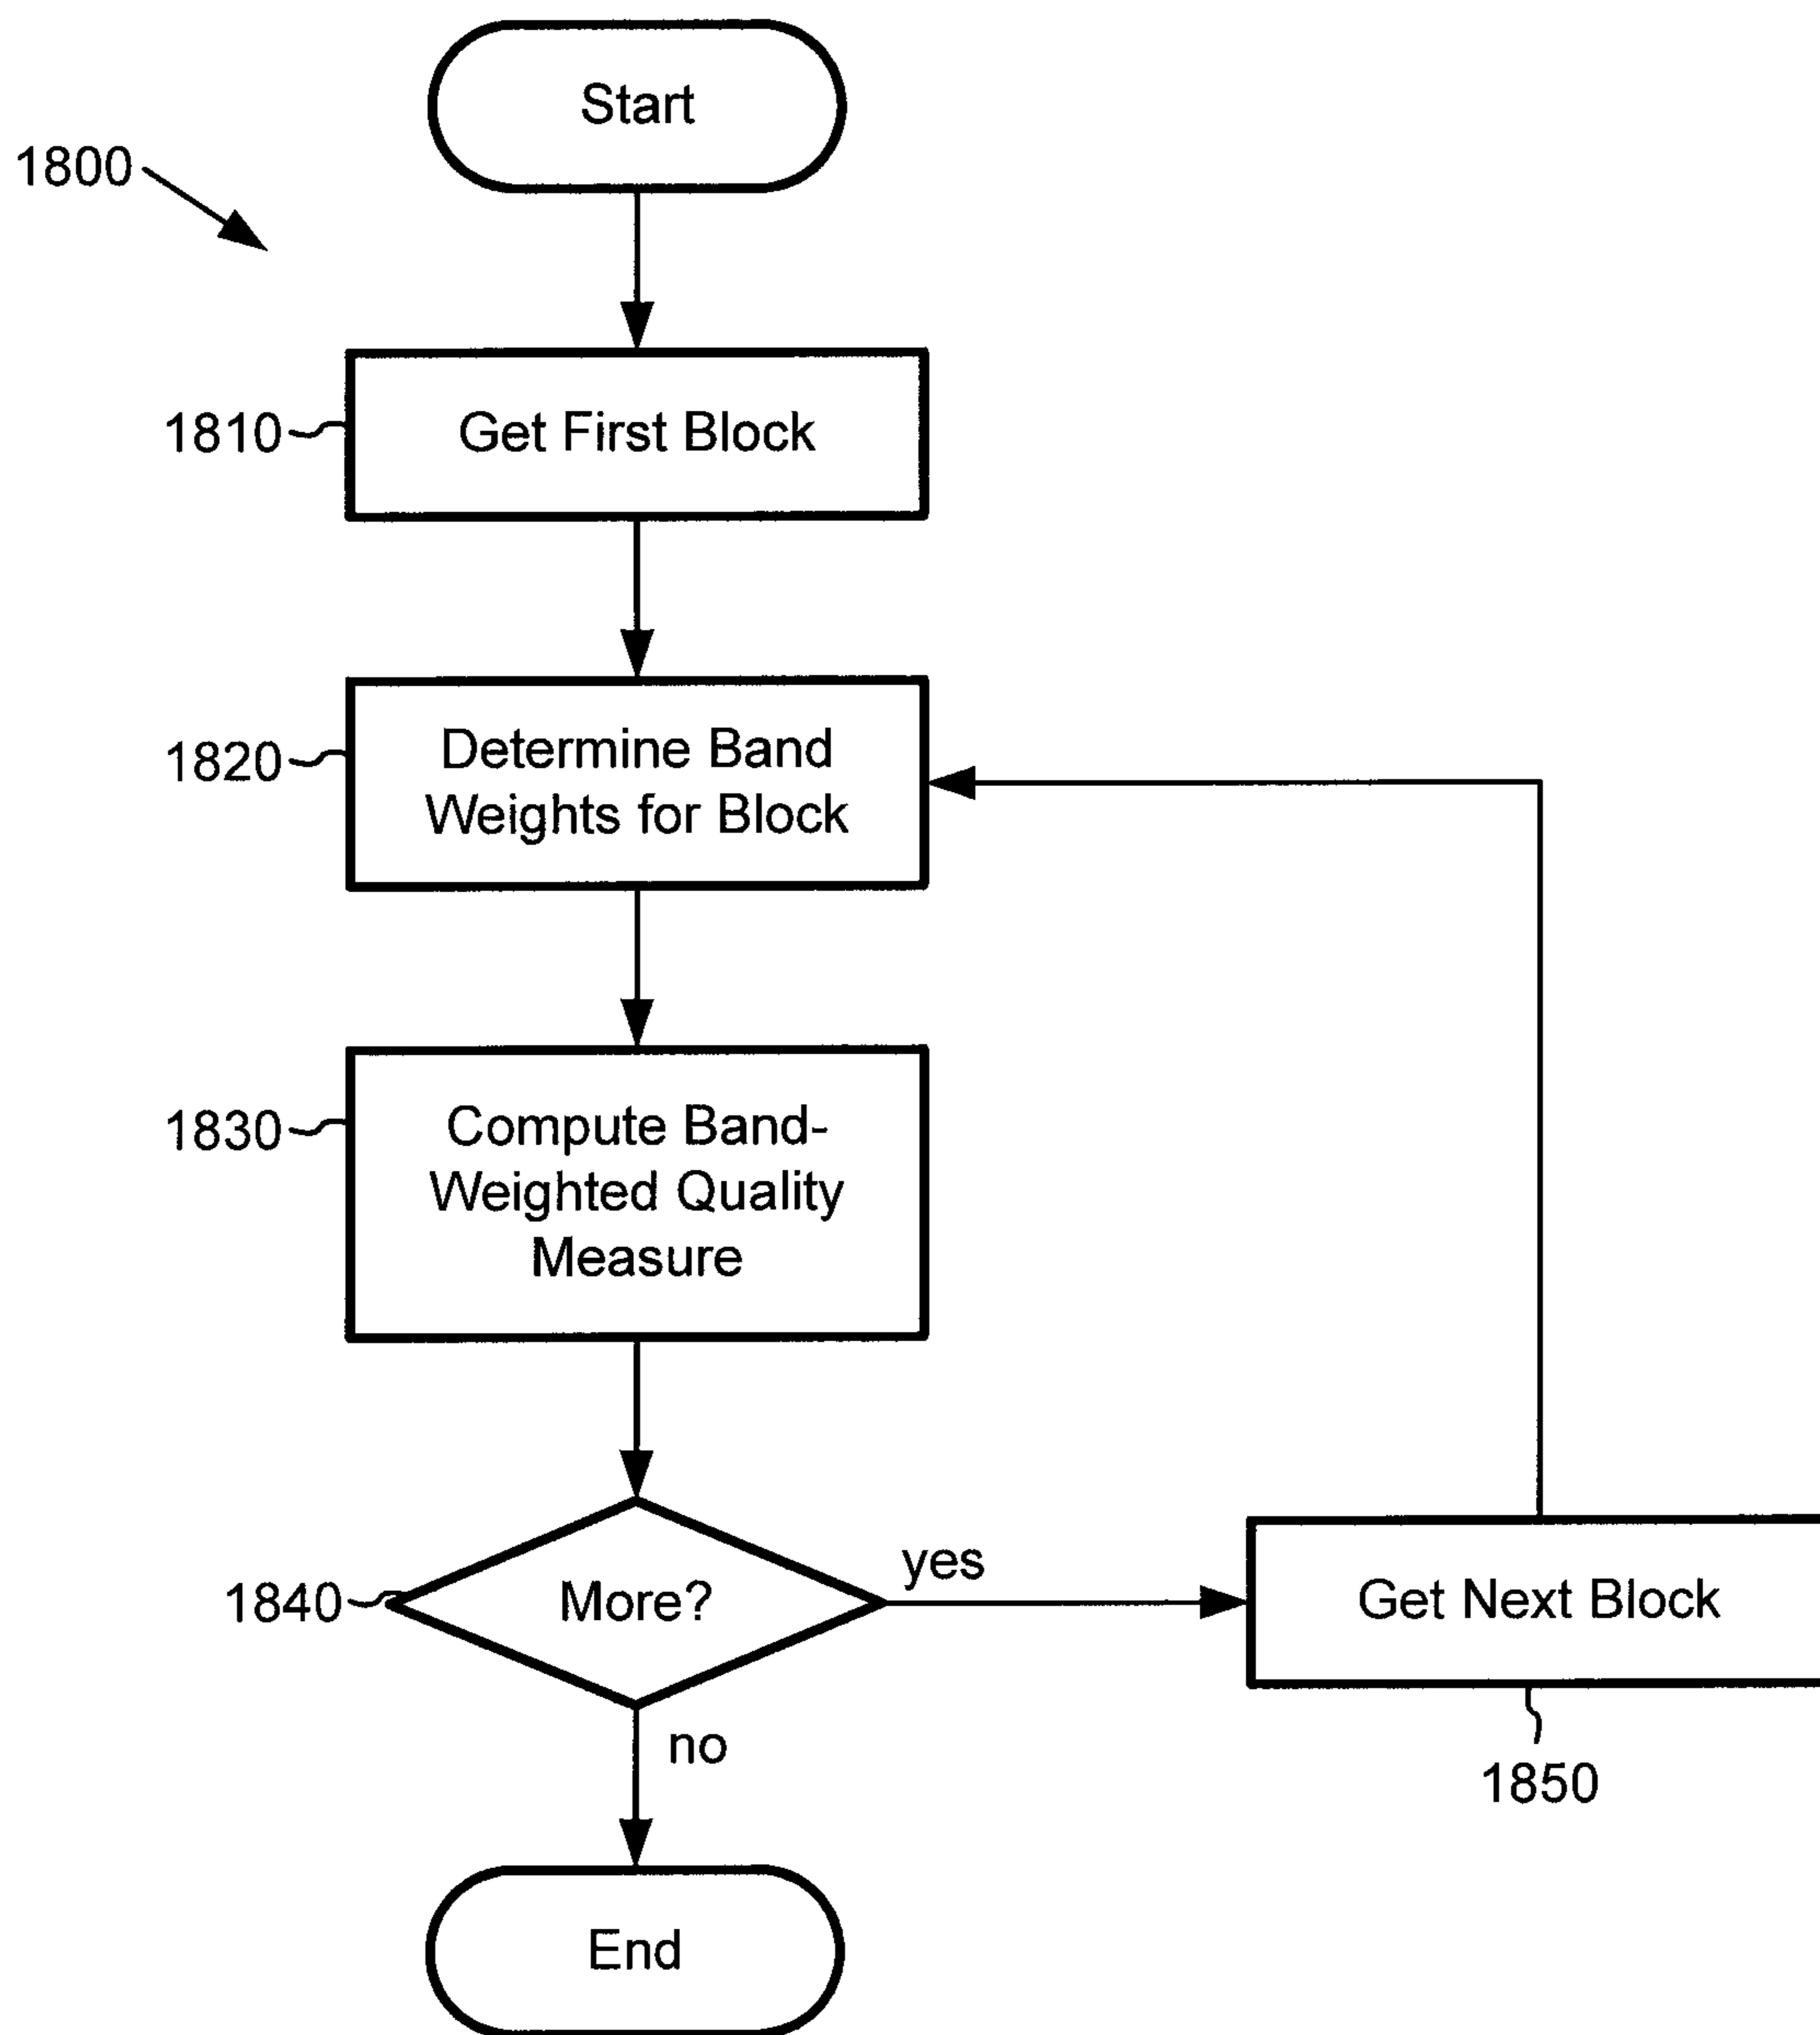 Start
1800
1810
Get First Block
1820
Determine Band
Weights for Block
1830
Compute Band-
Weighted Quality
Measure
1840
More?
yes
Get Next Block
1850
no
End